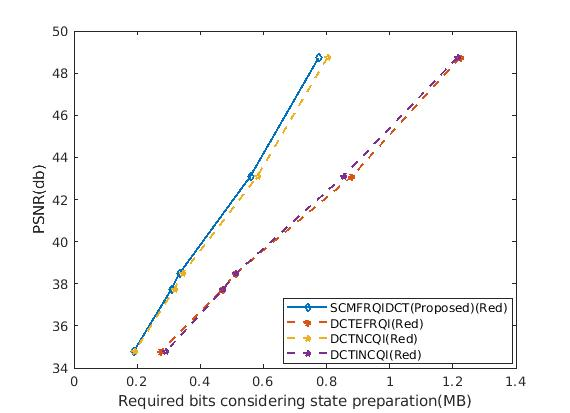 50
48
46
44
42
40
38
36
34
PSNR(db)
0
0.2
0.4
0.6
0.8
1
1.2
1.4
Required bits considering state preparation(MB)
SCMFRQIDCT(Proposed)(Red)
DCTEFRQI(Red)
DCTNCQI(Red)
DCTINCQI(Red)